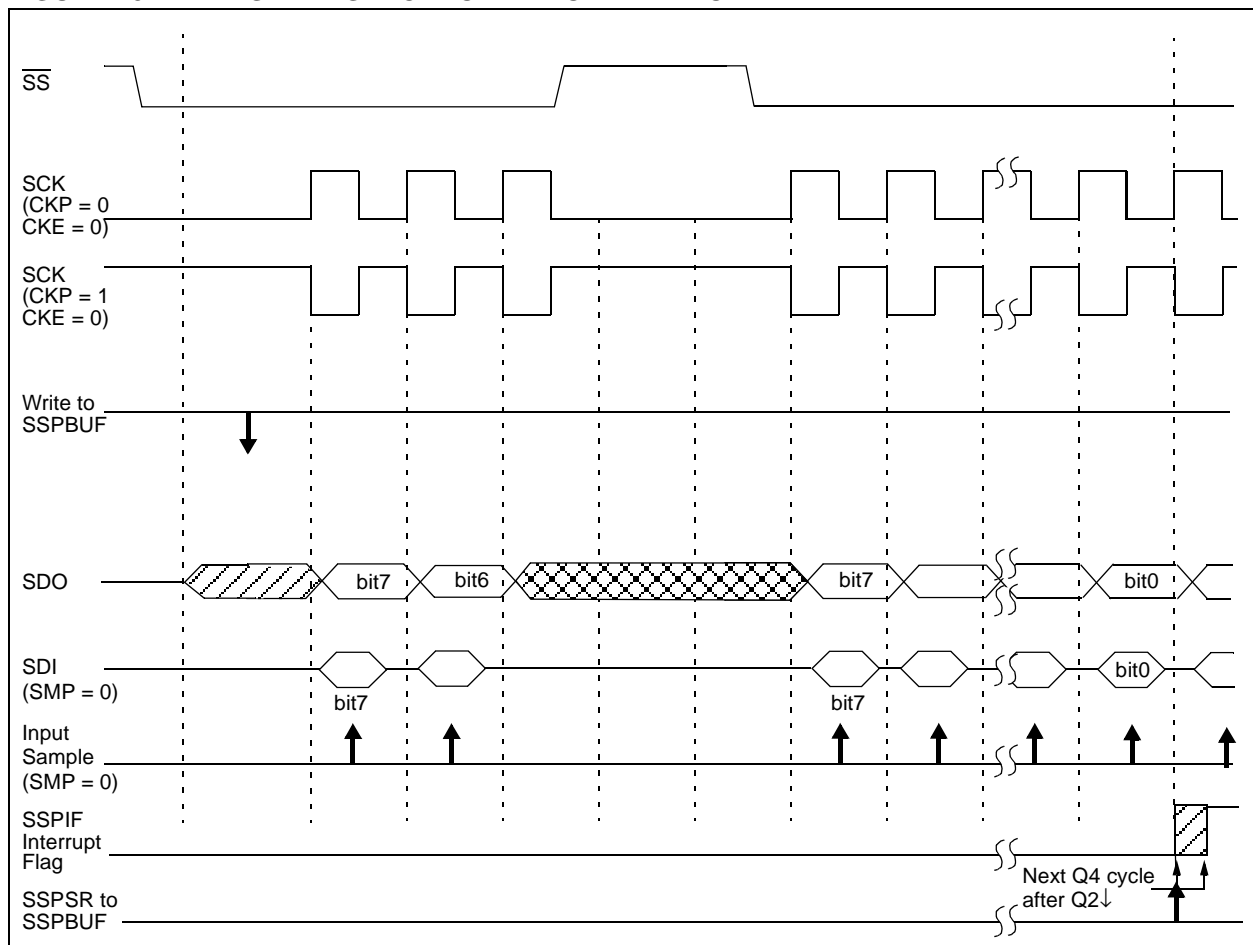 SS
SCK
(CKP = 0
CKE = 0)
SCK
(CKP = 1
CKE = 0)
Write to
SSPBUF
SDO
bit7
bit6
bit7
bit0
SDI
(SMP = 0)
bit7
bit7
bit0
Input
Sample
(SMP = 0)
SSPIF
Interrupt
Flag
Next Q4 cycle
after Q2↓
SSPSR to
SSPBUF